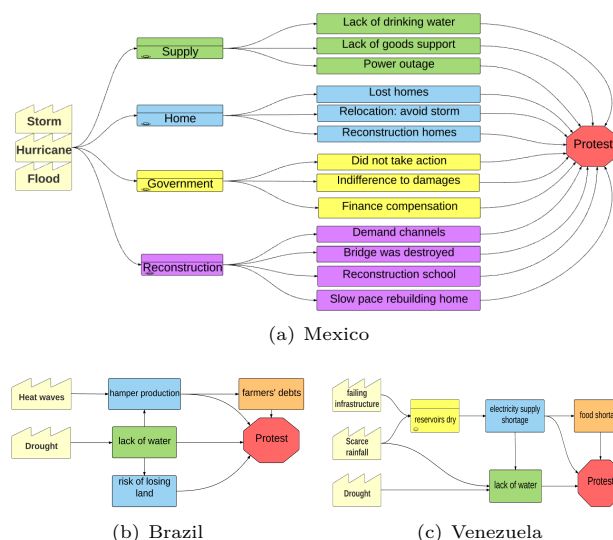 Lack of drinking water
Lack of goods support
Supply
Power outage
Lost homes
Storm
Relocation: avoid storm
Home
Reconstruction homes
Hurricane
Protest
Did not take action
Flood
Indifference to damages
Government
Finance compensation
Demand channels
Bridge was destroyed
Reconstruction
Reconstruction school
Slow pace rebuilding home
(a) Mexico
Heat waves
hamper production
farmers' debts
Drought
lack of water
Protest
risk of losing
land
(b) Brazil
failing
infrastructure
reservoirs dry
electricity supply
shortage
food shorta
Scarce
rainfall
Drought
lack of water
Protest
(c) Venezuela